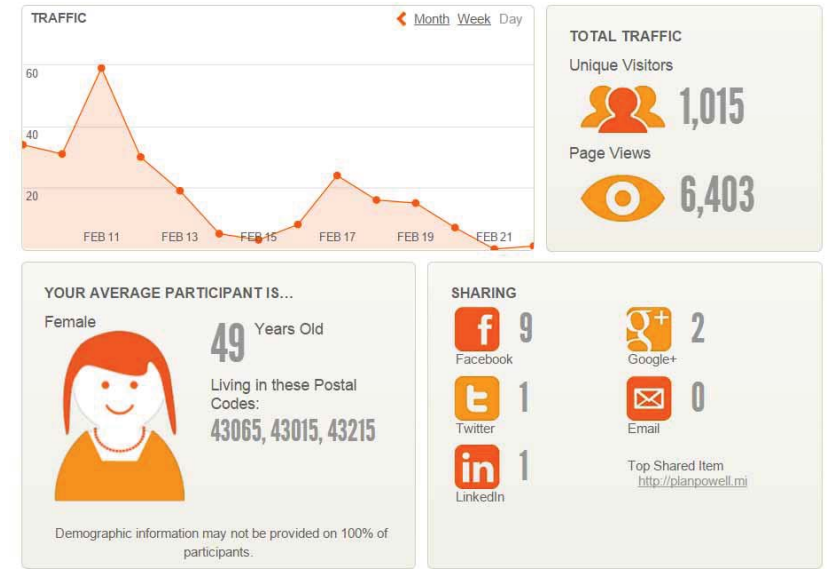 TRAFFIC
Month Week Day
60
40
20
FEB 11 FEB 13 FEB 15 FEB 17 FEB 19 FEB 21
TOTAL TRAFFIC
Unique Visitors
1,015
Page Views
6,403
YOUR AVERAGE PARTICIPANT IS...
Female
49 Years Old
Living in these Postal
Codes:
43065, 43015, 43215
Demographic information may not be provided on 100% of
participants.
SHARING
f 9
Facebook
g+ 2
Google+
t 1
Twitter
0
Email
in 1
LinkedIn
Top Shared Item
http://planpowell.mi